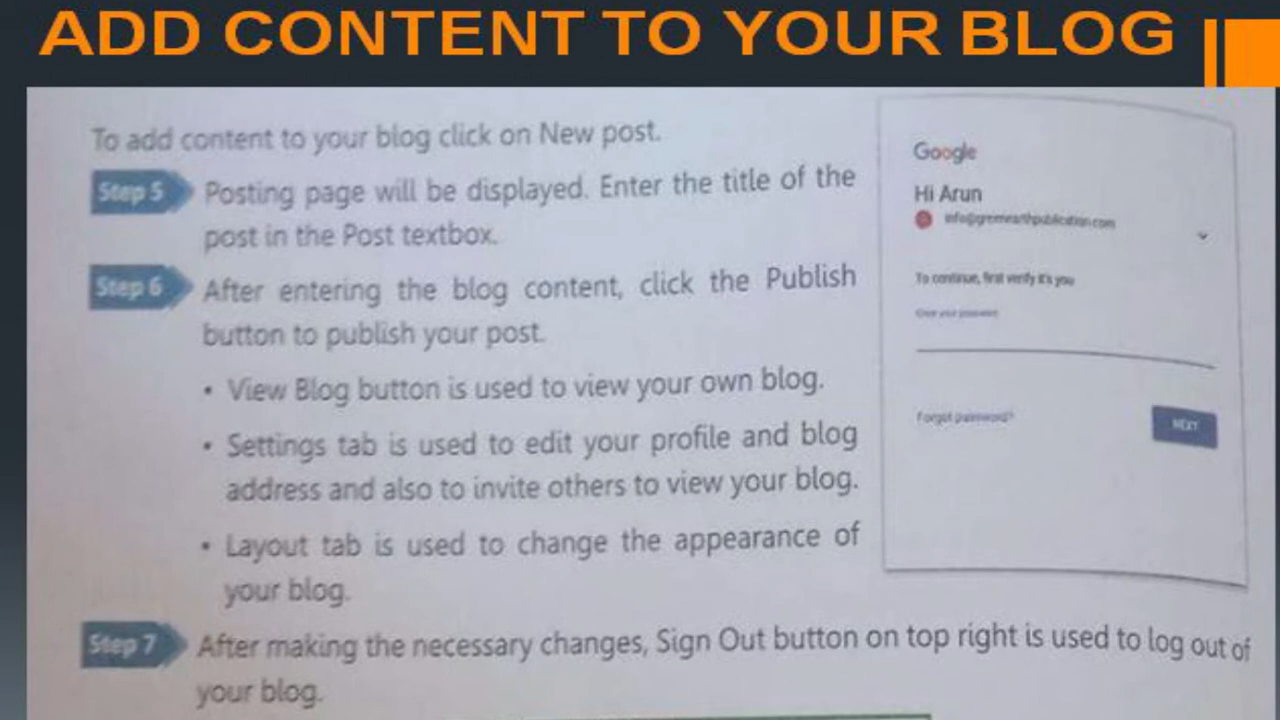 ADD CONTENT TO YOUR BLOG
To add content to your blog click on New post.
Step 5 Posting page will be displayed. Enter the title of the
post in the Post textbox.
Step 6 After entering the blog content, click the Publish
button to publish your post.
• View Blog button is used to view your own blog.
• Settings tab is used to edit your profile and blog
address and also to invite others to view your blog.
• Layout tab is used to change the appearance of
your blog.
Step 7 After making the necessary changes, Sign Out button on top right is used to log out of
your blog.
Google
Hi Arun
info@greenearthpublication.com
To continue, first verify it's you
Forgot password?
NEXT